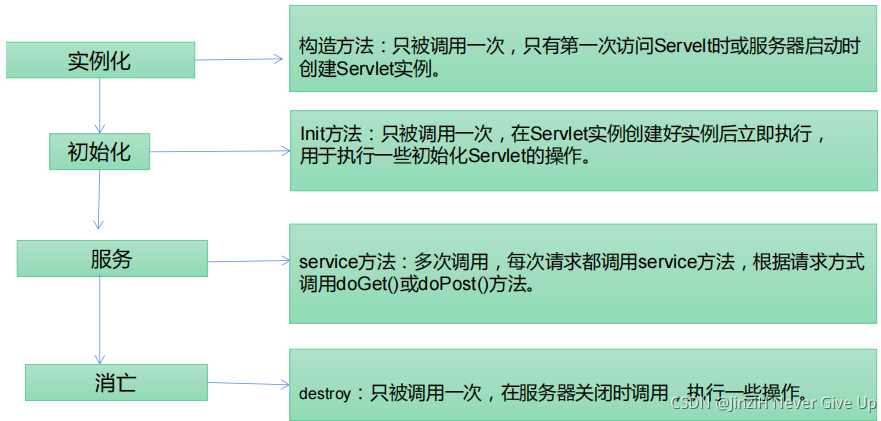 实例化
构造方法：只被调用一次，只有第一次访问Servelt时或服务器启动时
创建Servlet实例。
初始化
Init方法：只被调用一次，在Servlet实例创建好实例后立即执行，
用于执行一些初始化Servlet的操作。
服务
service方法：多次调用，每次请求都调用service方法，根据请求方式
调用doGet()或doPost()方法。
消亡
destroy：只被调用一次，在服务器关闭时调用，执行一些操作。
CSDN @JinziH Never Give Up